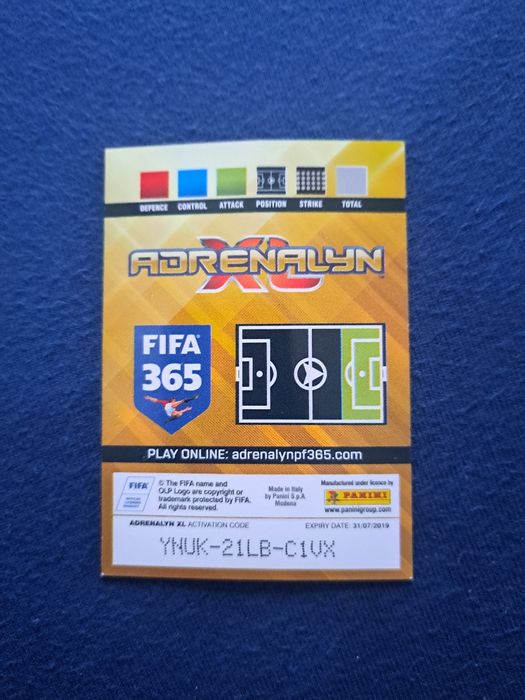 DEFENCE CONTROL ATTACK POSITION STRIKE TOTAL
ADRENALYN
XL
FIFA
365
PLAY ONLINE: adrenalynpf365.com
FIFA
© The FIFA name and
OLP Logo are copyright or
trademark protected by FIFA.
All rights reserved.
Made in Italy
by Panini S.p.A.
Modena
Manufactured under licence by
PANINI
www.paninigroup.com
ADRENALYN XL ACTIVATION CODE
EXPIRY DATE: 31/07/2019
YNUK-21LB-C1VX